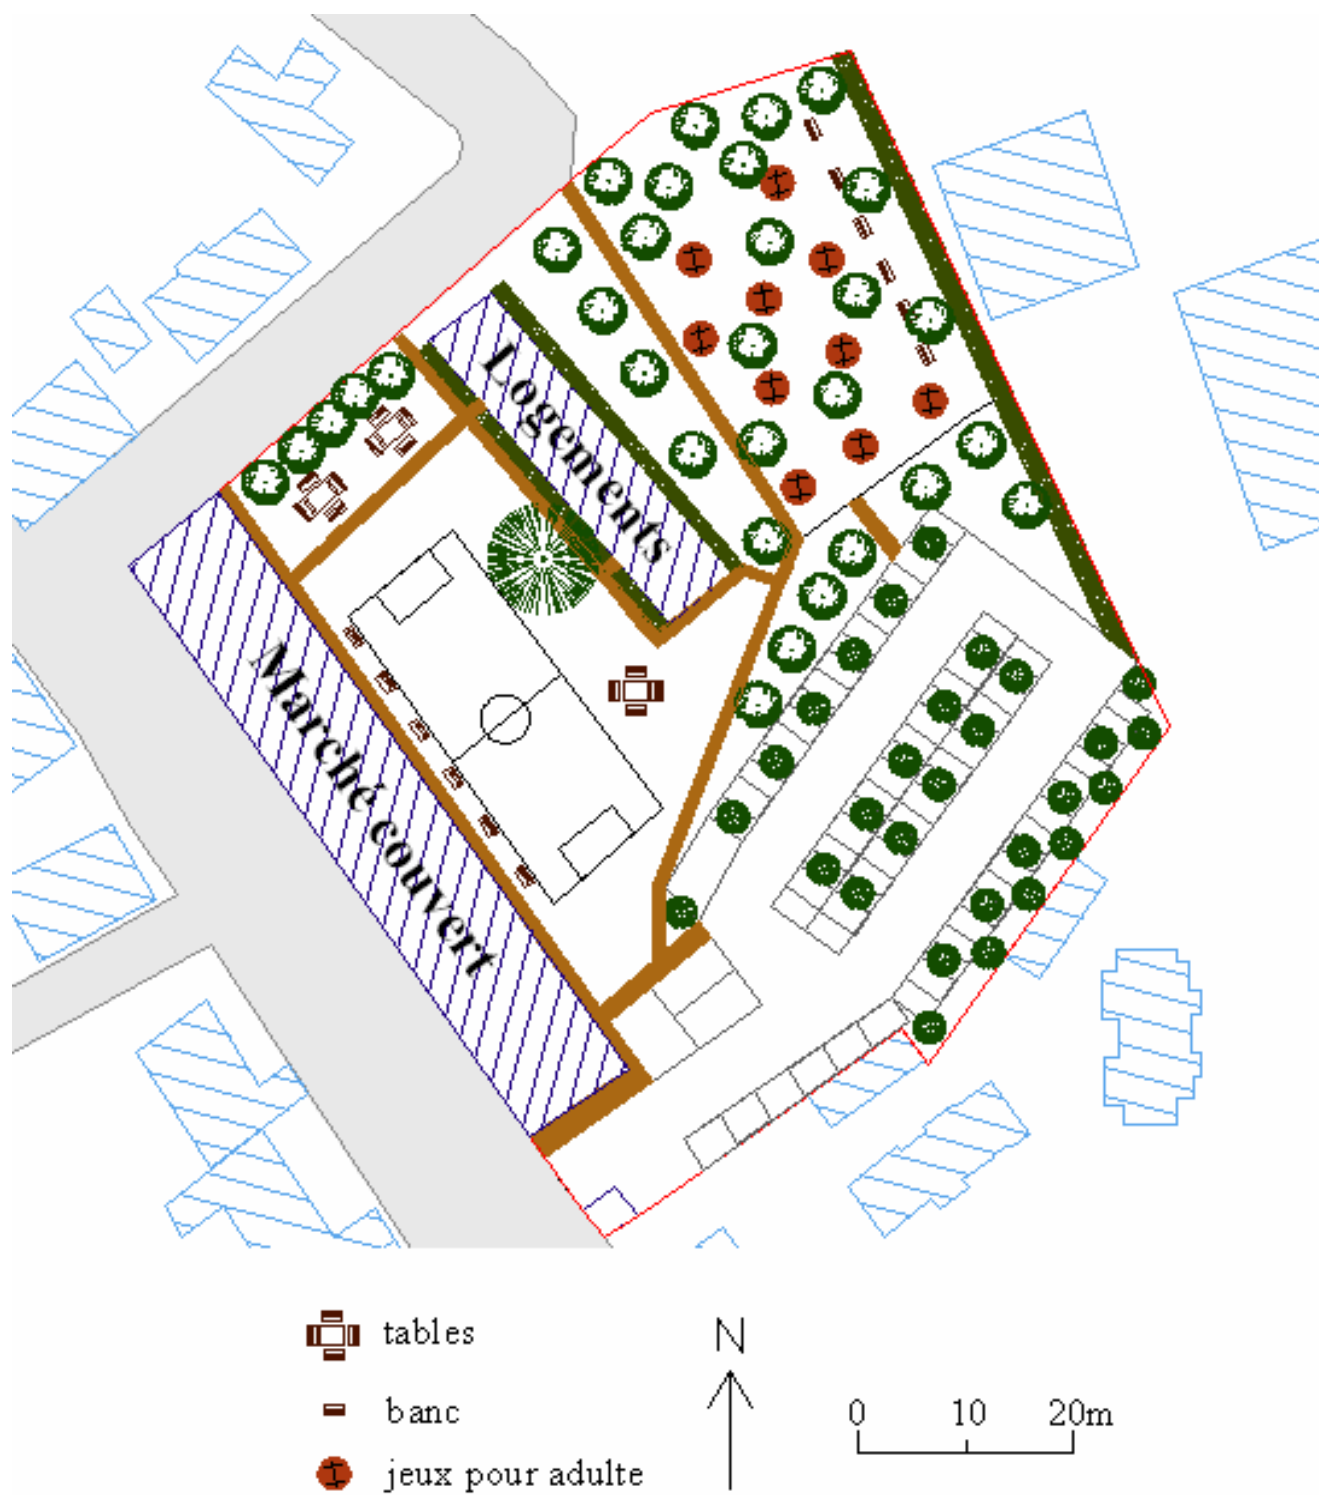 Logements
Marché couvert
tables
banc
jeux pour adulte
N
0 10 20m